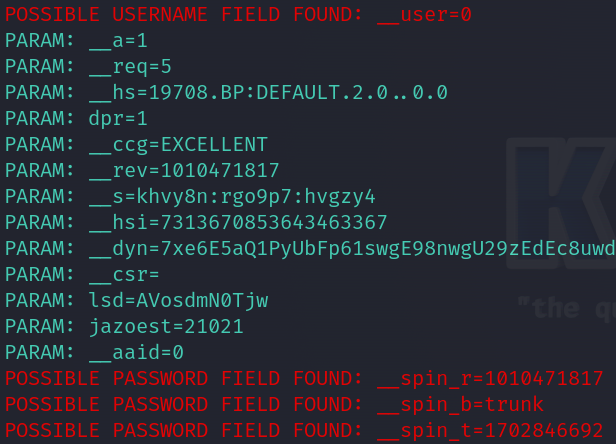 POSSIBLE USERNAME FIELD FOUND: __user=0
PARAM: __a=1
PARAM: __req=5
PARAM: __hs=19708.BP:DEFAULT.2.0..0.0
PARAM: dpr=1
PARAM: __ccg=EXCELLENT
PARAM: __rev=1010471817
PARAM: __s=khvy8n:rgo9p7:hvgzy4
PARAM: __hsi=7313670853643463367
PARAM: __dyn=7xe6E5aQ1PyUbFp61swgE98nwgU29zEdEc8uwd
PARAM: __csr=
PARAM: lsd=AVosdmN0Tjw
"the qu
PARAM: jazoest=21021
PARAM: __aaid=0
POSSIBLE PASSWORD FIELD FOUND: __spin_r=1010471817
POSSIBLE PASSWORD FIELD FOUND: __spin_b=trunk
POSSIBLE PASSWORD FIELD FOUND: __spin_t=1702846692